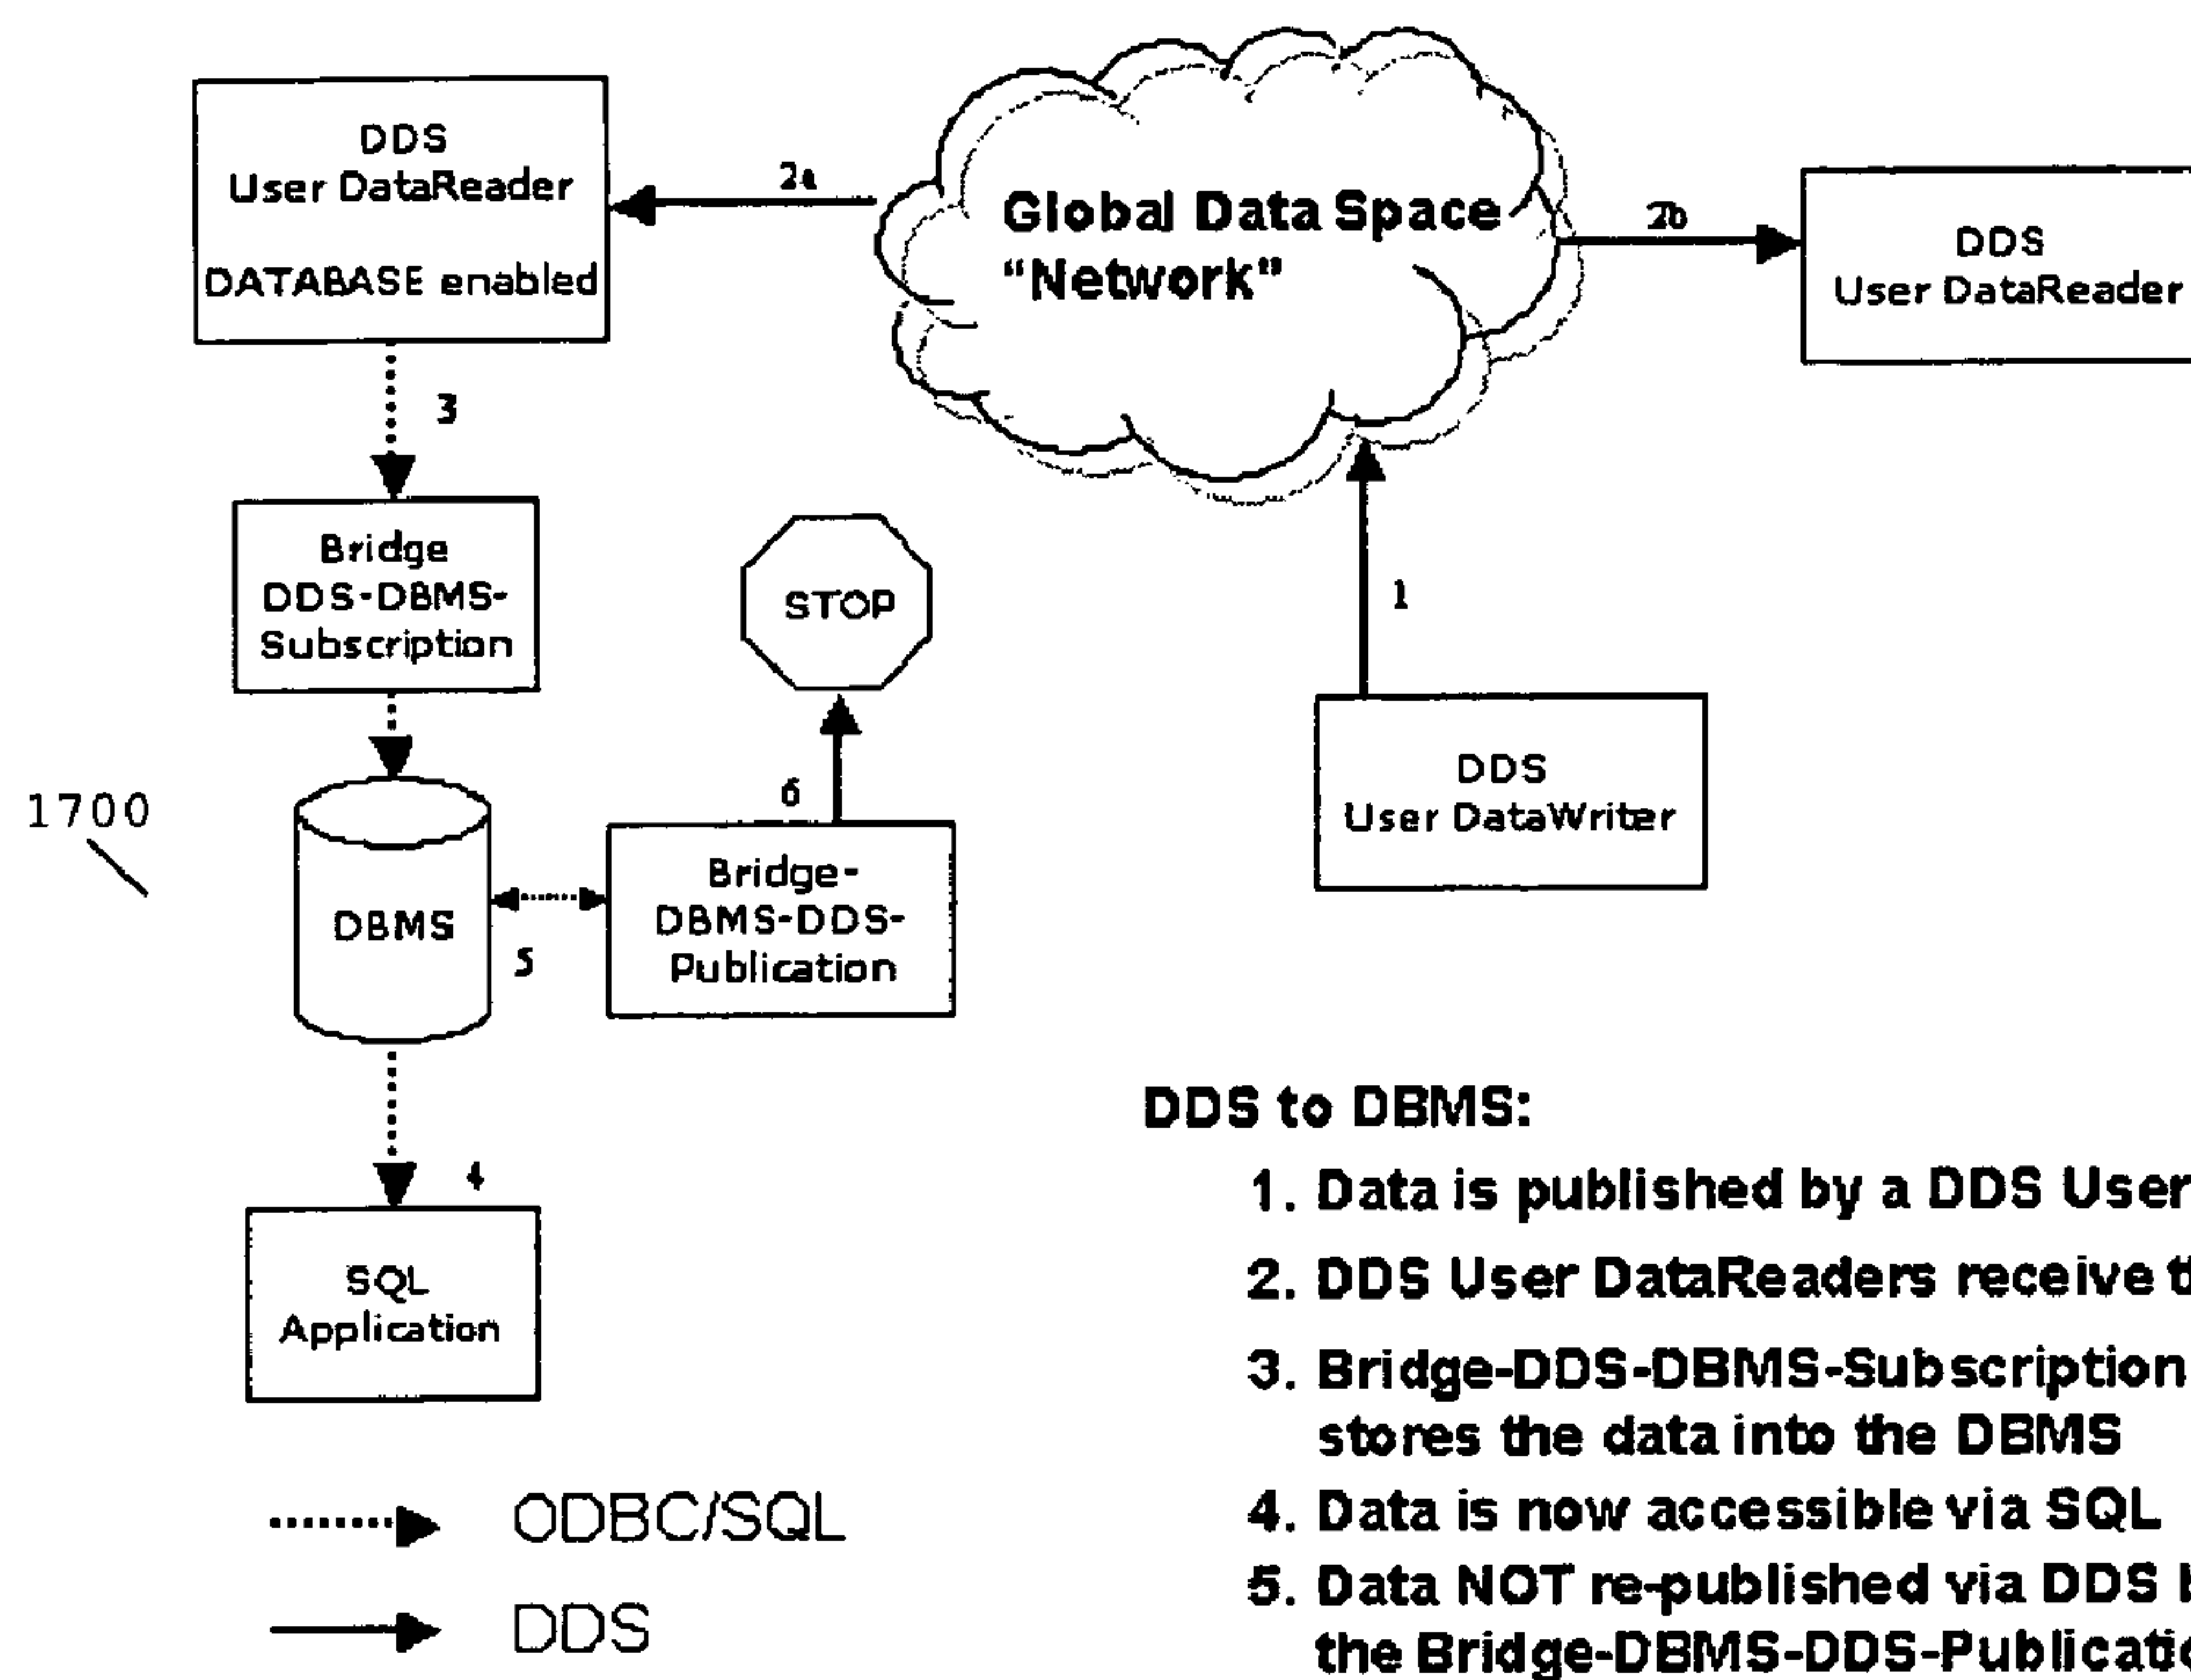 DDS
User DataReader
DATABASE enabled
2a
Global Data Space
"Network"
2b
DDS
User DataReader
3
Bridge
DDS-DBMS-
Subscription
STOP
1
DDS
User DataWriter
1700
DBMS
5
6
Bridge-
DBMS-DDS-
Publication
4
SQL
Application
ODBC/SQL
DDS
DDS to DBMS:
1. Data is published by a DDS User
2. DDS User DataReaders receive
3. Bridge-DDS-DBMS-Subscription
stores the data into the DBMS
4. Data is now accessible via SQL
5. Data NOT re-published via DDS
the Bridge-DBMS-DDS-